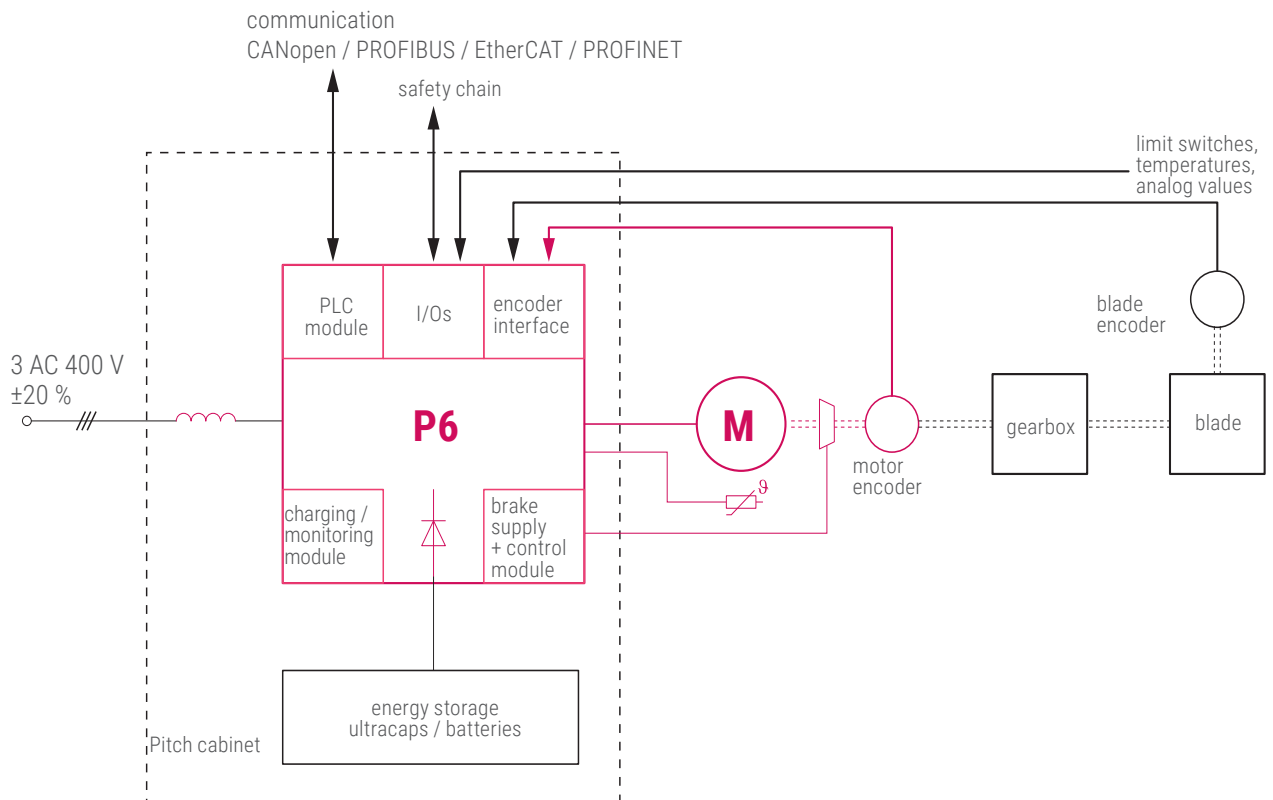 communication
CANopen / PROFIBUS / EtherCAT / PROFINET
safety chain
limit switches,
temperatures,
analog values
PLC
module
I/Os
encoder
interface
blade
encoder
3 AC 400 V
±20 %
P6
M
motor
encoder
gearbox
blade
ϑ
charging /
monitoring
module
brake
supply
+ control
module
energy storage
ultracaps / batteries
Pitch cabinet